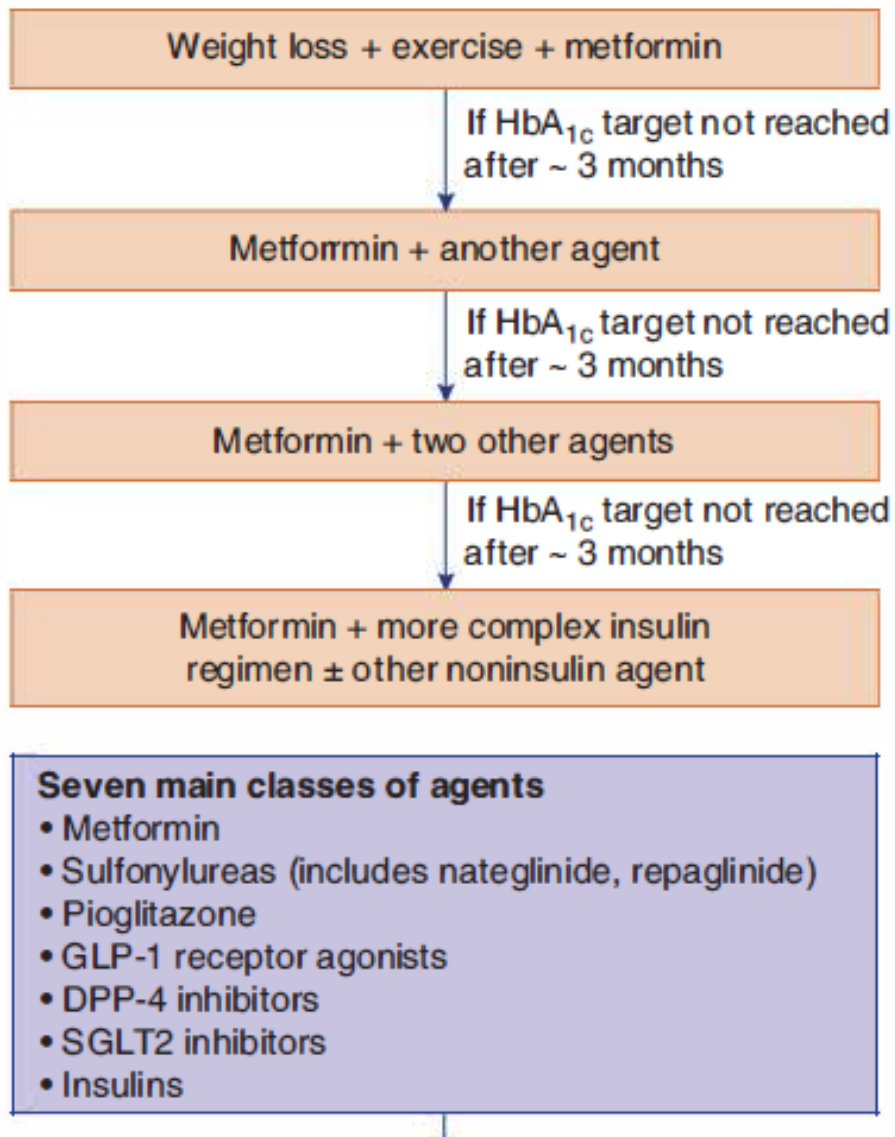 Weight loss + exercise + metformin
If HbA1c target not reached
after ~ 3 months
Metforrmin + another agent
If HbA1c target not reached
after ~ 3 months
Metformin + two other agents
If HbA1c target not reached
after ~ 3 months
Metformin + more complex insulin
regimen ± other noninsulin agent
Seven main classes of agents
• Metformin
• Sulfonylureas (includes nateglinide, repaglinide)
• Pioglitazone
• GLP-1 receptor agonists
• DPP-4 inhibitors
• SGLT2 inhibitors
• Insulins